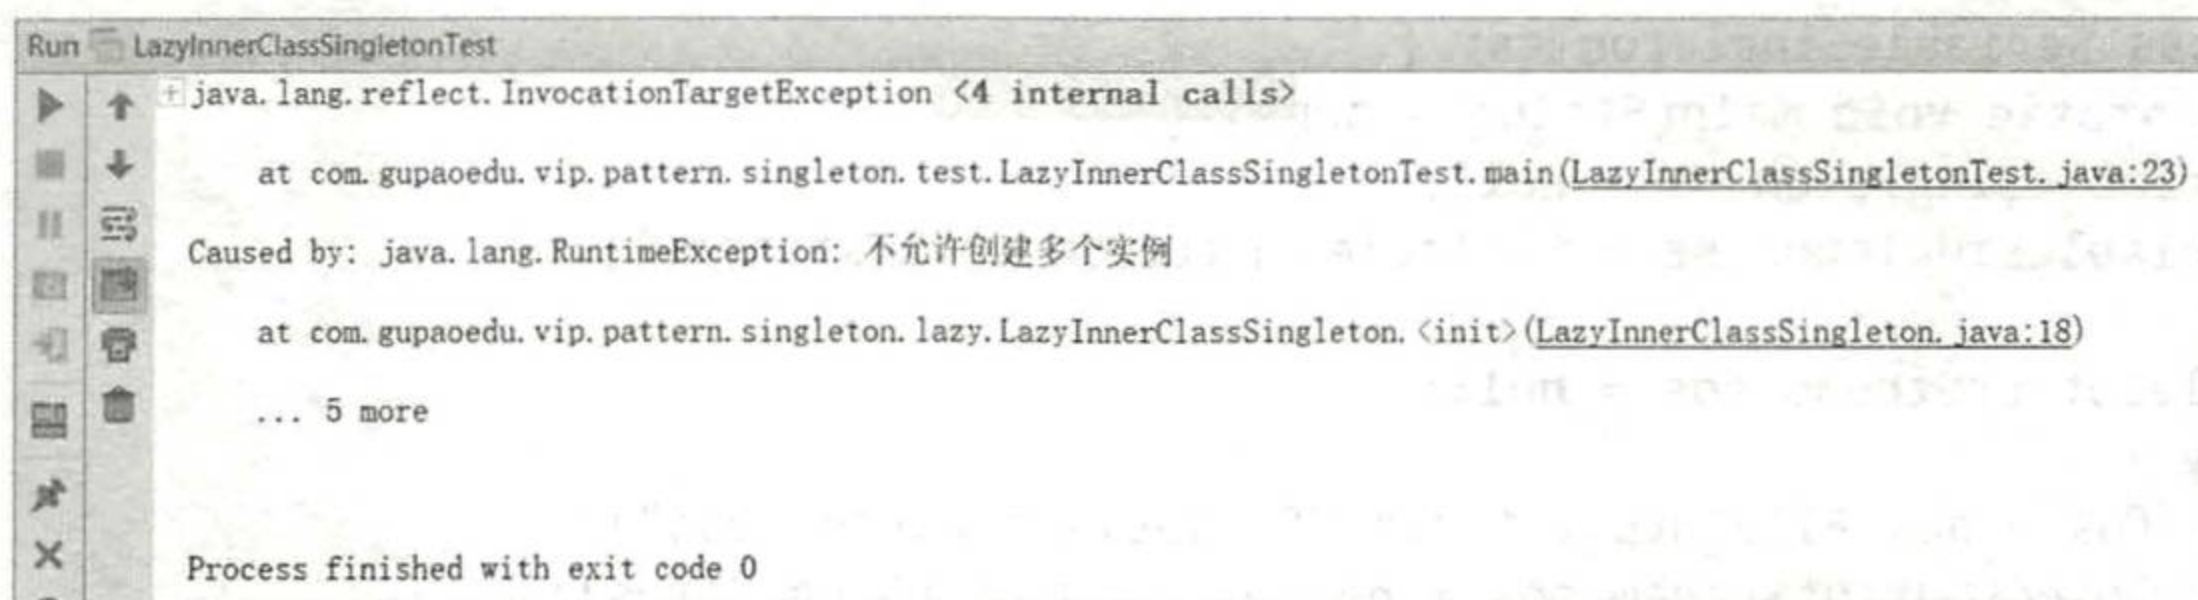 Run LazyInnerClassSingletonTest
java.lang.reflect.InvocationTargetException <4 internal calls>
at com.gupaoedu.vip.pattern.singleton.test.LazyInnerClassSingletonTest.main(LazyInnerClassSingletonTest.java:23)
Caused by: java.lang.RuntimeException: 不允许创建多个实例
at com.gupaoedu.vip.pattern.singleton.lazy.LazyInnerClassSingleton.<init>(LazyInnerClassSingleton.java:18)
... 5 more
Process finished with exit code 0